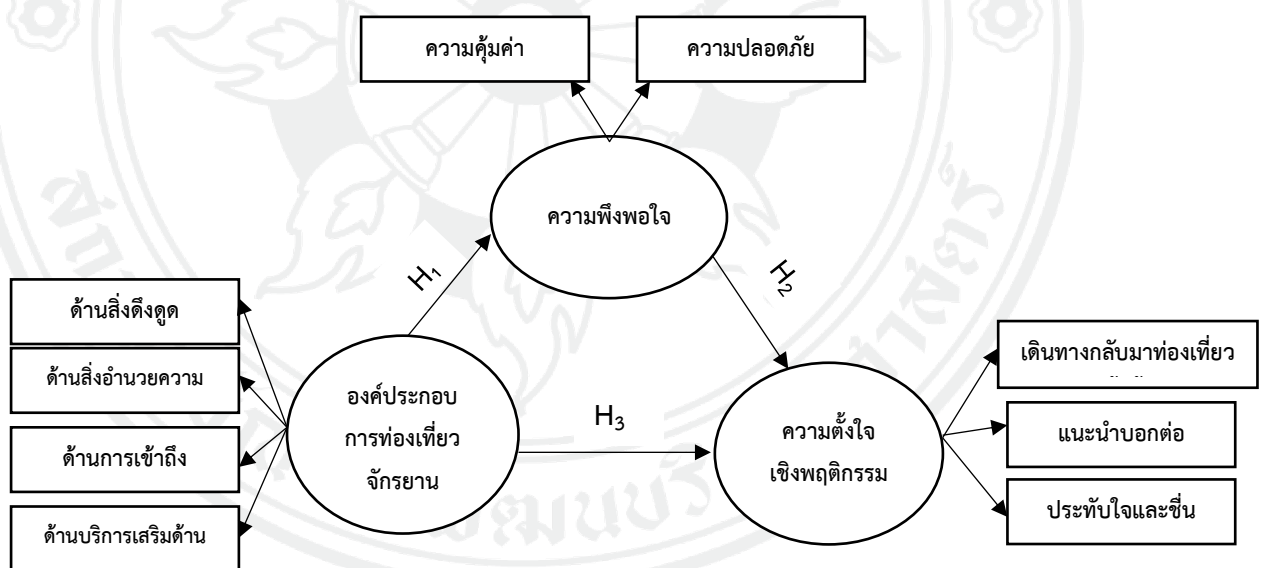 ความคุ้มค่า
ความปลอดภัย
ความพึงพอใจ
H₁
H₂
ด้านสิ่งดึงดูด
ด้านสิ่งอำนวยความ
ด้านการเข้าถึง
ด้านบริการเสริมด้าน
องค์ประกอบ
การท่องเที่ยว
จักรยาน
H₃
ความตั้งใจ
เชิงพฤติกรรม
เดินทางกลับมาท่องเที่ยว
แนะนำบอกต่อ
ประทับใจและชื่น